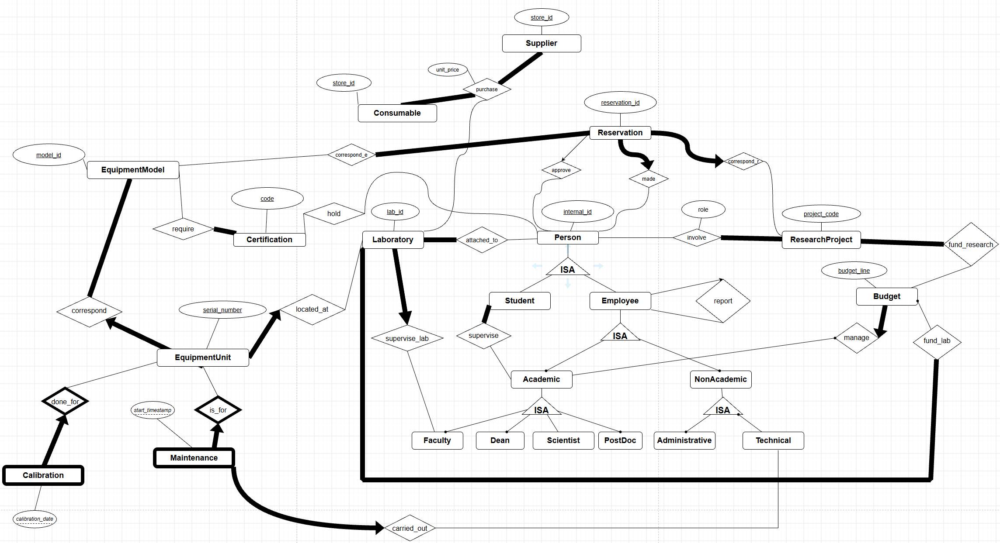 store_id
Supplier
unit_price
store_id
purchase
reservation_id
Consumable
Reservation
model_id
correspond_e
correspond_r
EquipmentModel
approve
made
code
hold
lab_id
internal_id
role
project_code
require
Certification
Laboratory
attached_to
Person
involve
ResearchProject
fund_research
ISA
budget_line
Student
Employee
report
Budget
correspond
serial_number
located_at
supervise_lab
supervise
ISA
manage
fund_lab
EquipmentUnit
Academic
NonAcademic
done_for
start_timestamp
is_for
ISA
ISA
Faculty
Dean
Scientist
PostDoc
Administrative
Technical
Maintenance
Calibration
calibration_date
carried_out